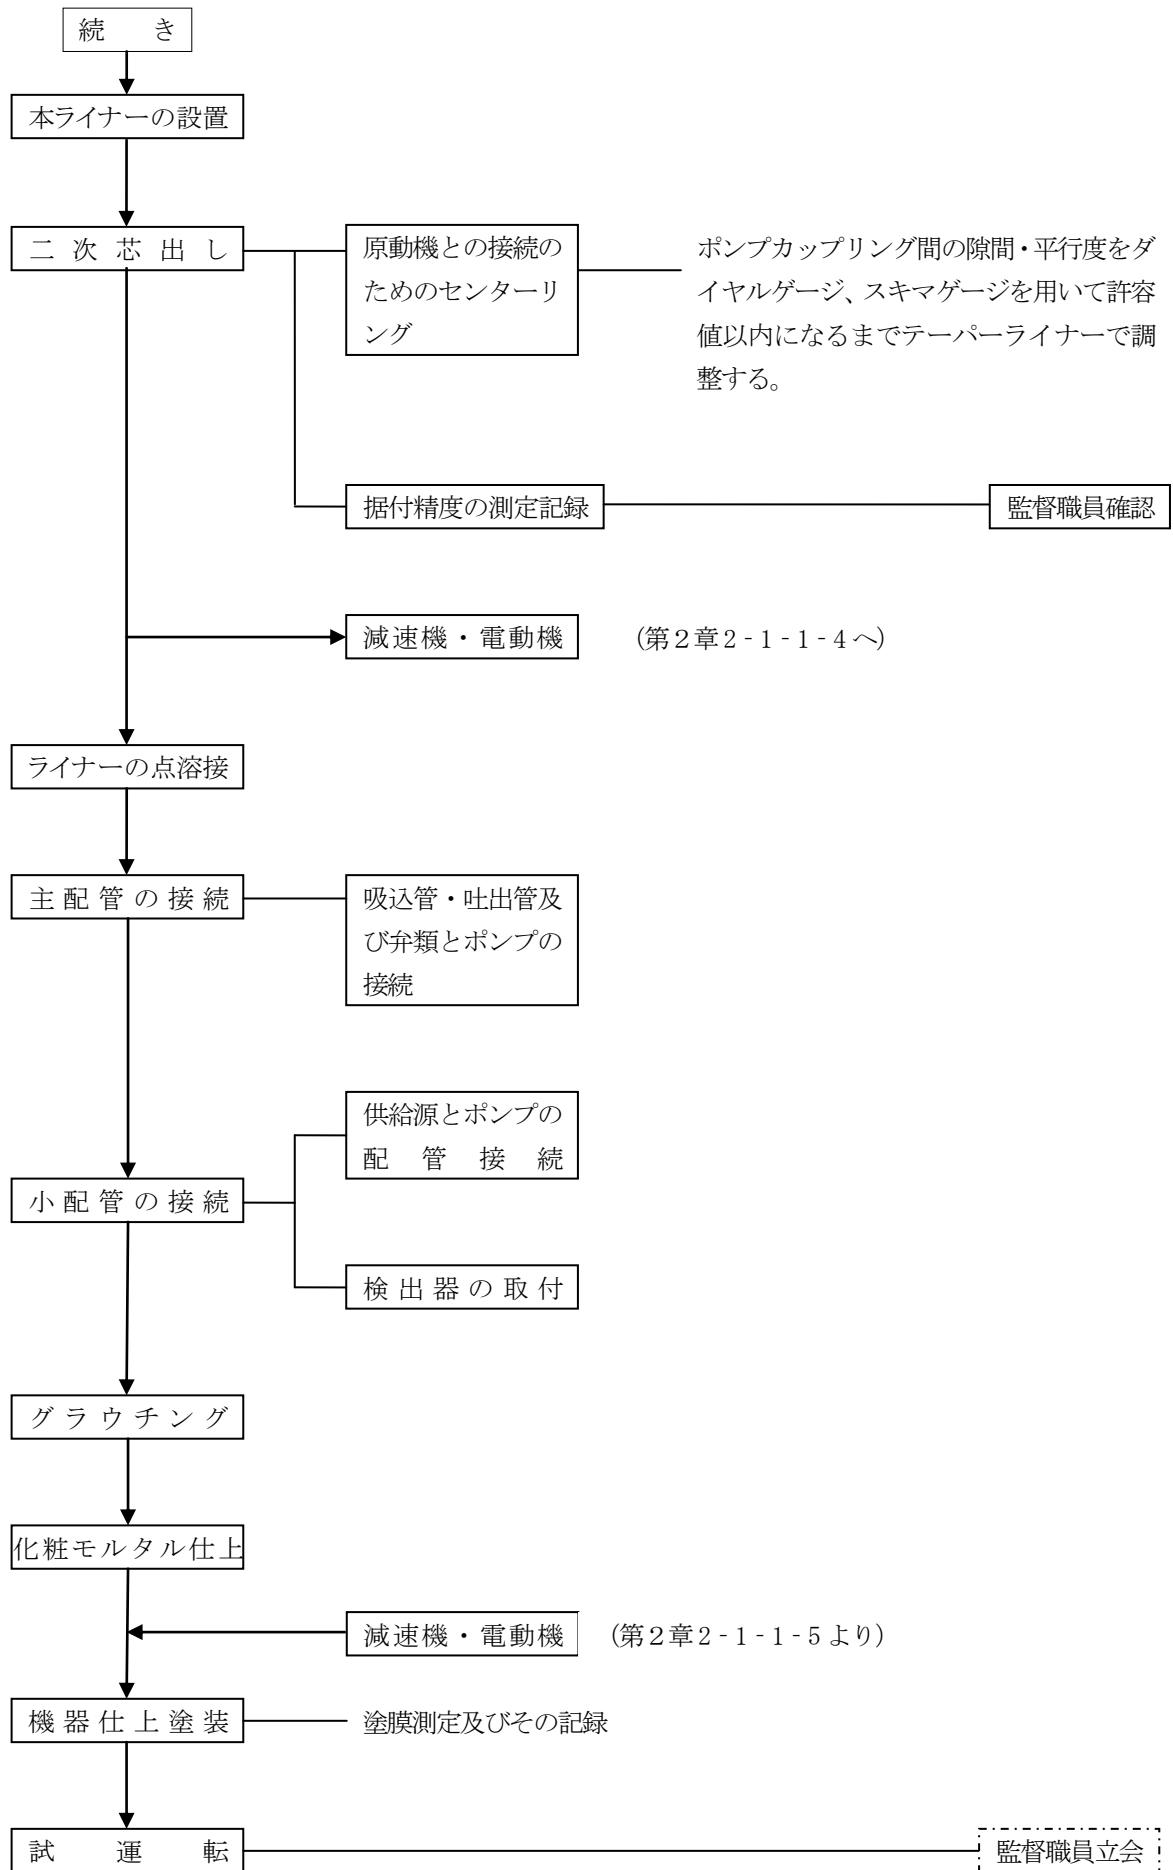 続き
本ライナーの設置
二次芯出し
原動機との接続の
ためのセンターリ
ング
ポンプカップリング間の隙間・平行度をダ
イヤルゲージ、スキマゲージを用いて許容
値以内になるまでテーパーライナーで調
整する。
据付精度の測定記録
監督職員確認
減速機・電動機
(第2章2-1-1-4へ)
ライナーの点溶接
主配管の接続
吸込管・吐出管及
び弁類とポンプの
接続
供給源とポンプの
配管接続
小配管の接続
検出器の取付
グラウチング
化粧モルタル仕上
減速機・電動機
(第2章2-1-1-5より)
機器仕上塗装
塗膜測定及びその記録
試運転
監督職員立会